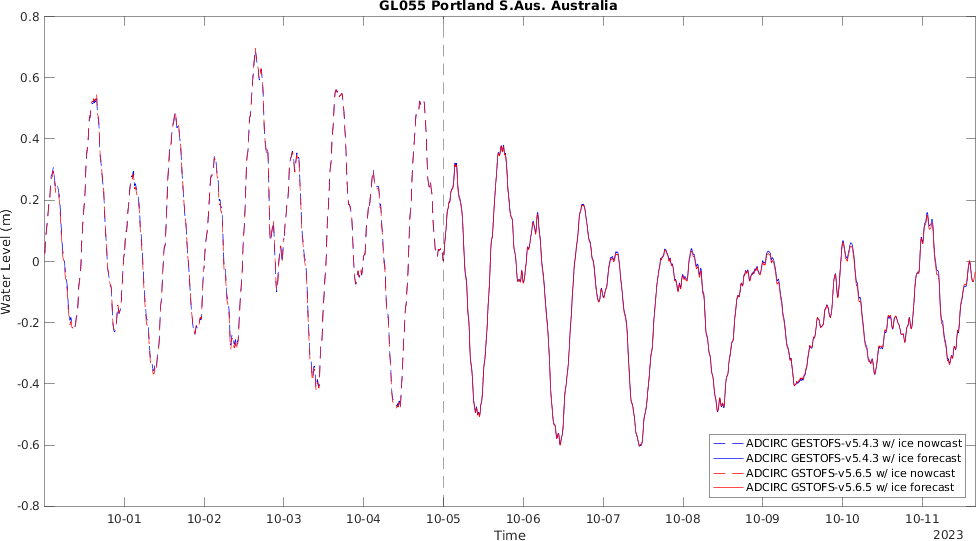 GL055 Portland S.Aus. Australia
0.8
0.6
0.4
0.2
0
-0.2
-0.4
-0.6
-0.8
Water Level (m)
ADCIRC GESTOFS-v5.4.3 w/ ice nowcast
ADCIRC GESTOFS-v5.4.3 w/ ice forecast
ADCIRC GSTOFS-v5.6.5 w/ ice nowcast
ADCIRC GSTOFS-v5.6.5 w/ ice forecast
10-01 10-02 10-03 10-04 10-05 10-06 10-07 10-08 10-09 10-10 10-11
Time
2023